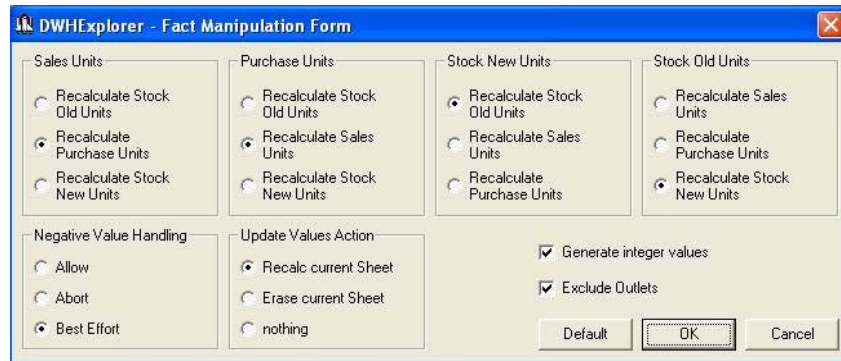 DWHExplorer - Fact Manipulation Form
Sales Units
Recalculate Stock
Old Units
Recalculate
Purchase Units
Recalculate Stock
New Units
Purchase Units
Recalculate Stock
Old Units
Recalculate Sales
Units
Recalculate Stock
New Units
Stock New Units
Recalculate Stock
Old Units
Recalculate Sales
Units
Recalculate
Purchase Units
Stock Old Units
Recalculate Sales
Units
Recalculate
Purchase Units
Recalculate Stock
New Units
Negative Value Handling
Allow
Abort
Best Effort
Update Values Action
Recalc current Sheet
Erase current Sheet
nothing
Generate integer values
Exclude Outlets
Default
OK
Cancel